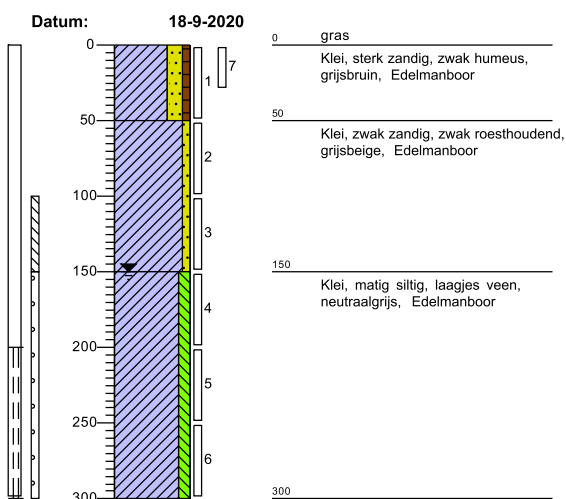 Datum: 18-9-2020
0
50
100
150
200
250
300
1
7
2
3
4
5
6
0 gras
Klei, sterk zandig, zwak humeus,
grijsbruin, Edelmanboor
50
Klei, zwak zandig, zwak roesthoudend,
grijsbeige, Edelmanboor
150
Klei, matig siltig, laagjes veen,
neutraalgrijs, Edelmanboor
300